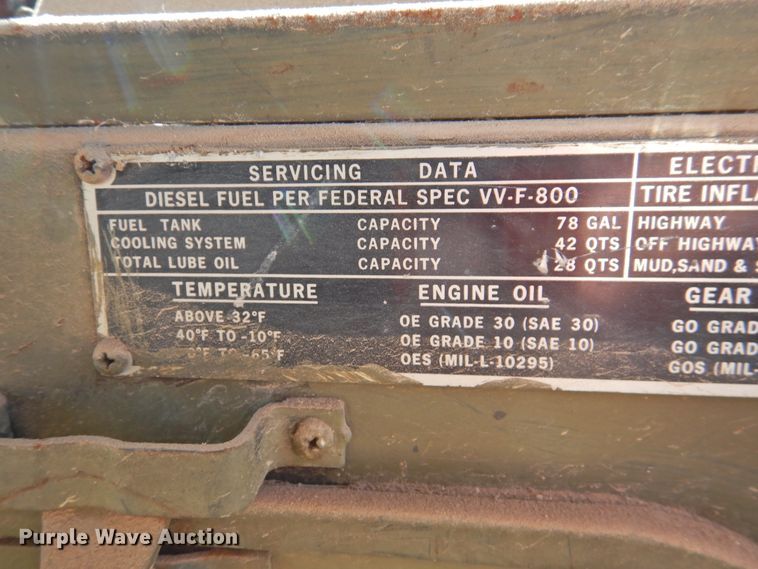 SERVICING DATA
DIESEL FUEL PER FEDERAL SPEC VV-F-800
FUEL TANK CAPACITY 78 GAL
COOLING SYSTEM CAPACITY 42 QTS
TOTAL LUBE OIL CAPACITY 28 QTS
TEMPERATURE ENGINE OIL GEAR
ABOVE 32°F OE GRADE 30 (SAE 30) GO GRAD
40°F TO -10°F OE GRADE 10 (SAE 10) GO GRAD
°F TO -65°F OES (MIL-L-10295) GOS (MIL-
ELECTI
TIRE INFLA
HIGHWAY
OFF HIGHWAY
MUD,SAND & S
Purple Wave Auction